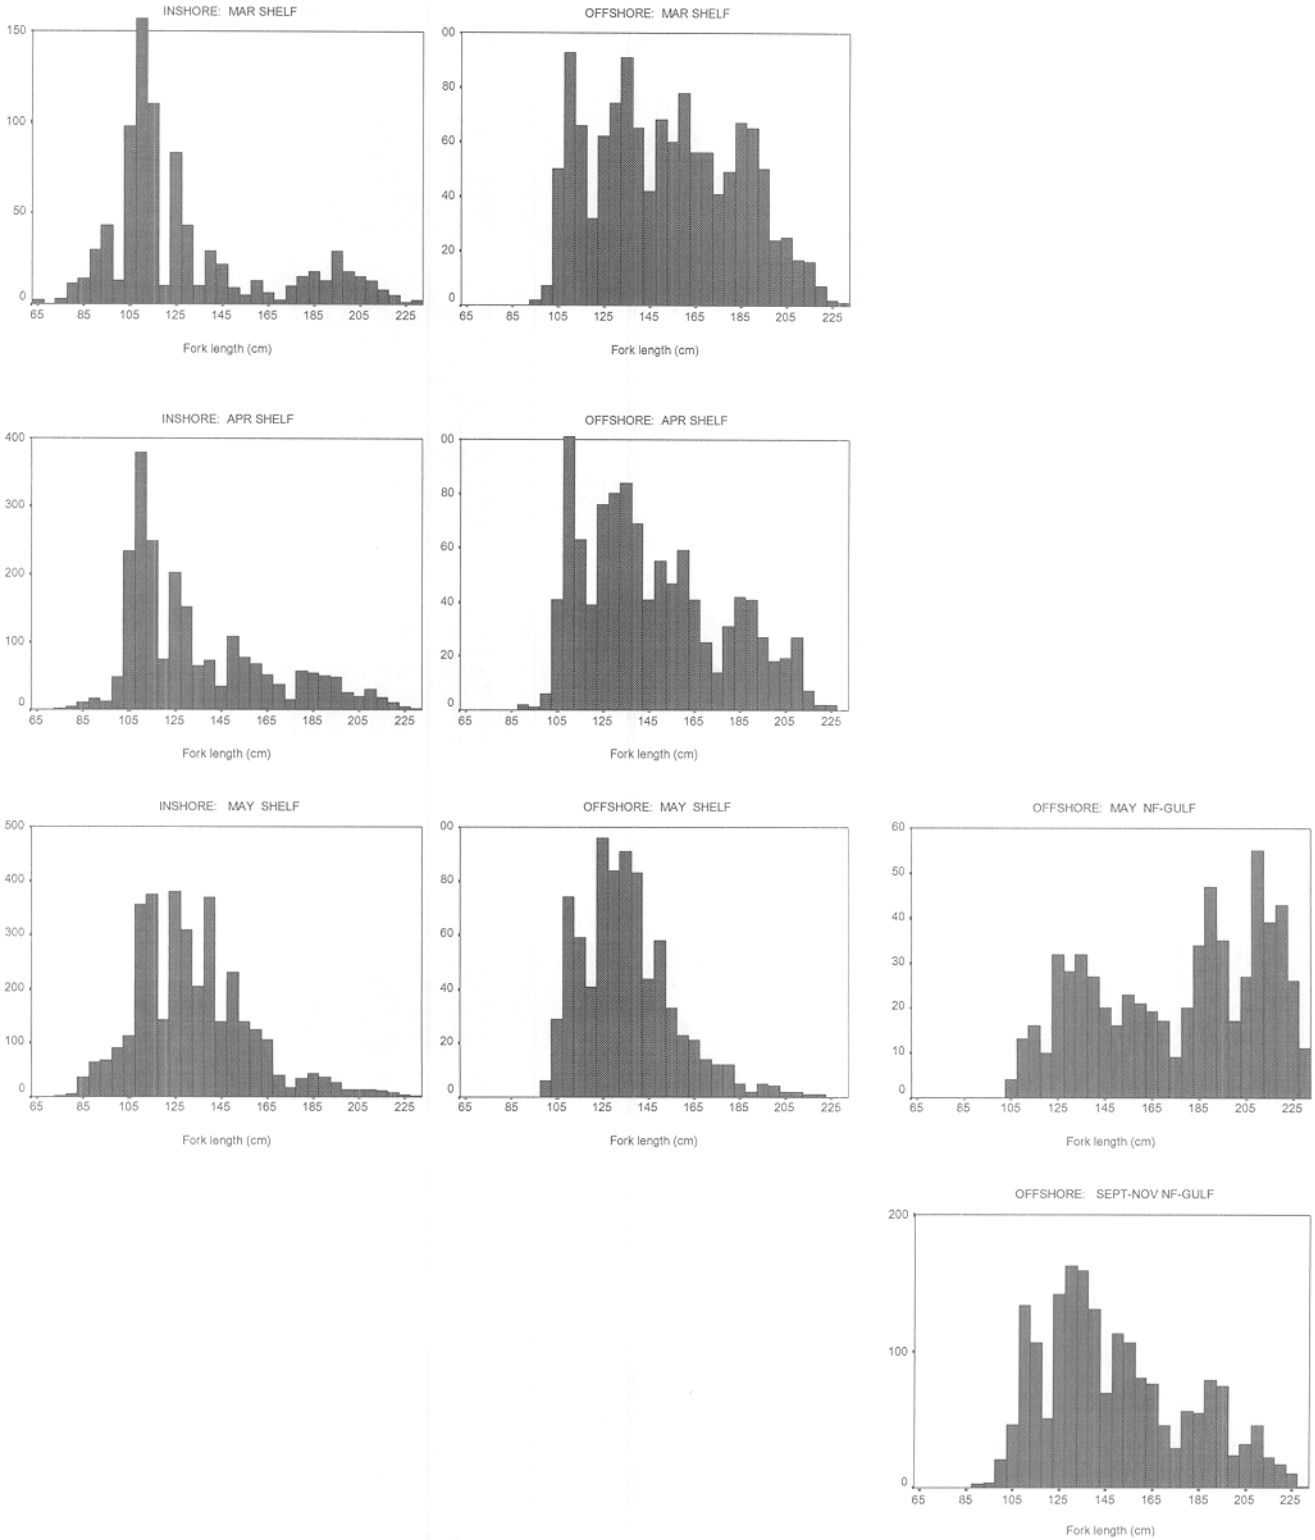 INSHORE: MAR SHELF
150
100
50
0
65 85 105 125 145 165 185 205 225
Fork length (cm)
OFFSHORE: MAR SHELF
00
80
60
40
20
0
65 85 105 125 145 165 185 205 225
Fork length (cm)
INSHORE: APR SHELF
400
300
200
100
0
65 85 105 125 145 165 185 205 225
Fork length (cm)
OFFSHORE: APR SHELF
00
80
60
40
20
0
65 85 105 125 145 165 185 205 225
Fork length (cm)
INSHORE: MAY SHELF
500
400
300
200
100
0
65 85 105 125 145 165 185 205 225
Fork length (cm)
OFFSHORE: MAY SHELF
00
80
60
40
20
0
65 85 105 125 145 165 185 205 225
Fork length (cm)
OFFSHORE: MAY NF-GULF
60
50
40
30
20
10
0
65 85 105 125 145 165 185 205 225
Fork length (cm)
OFFSHORE: SEPT-NOV NF-GULF
200
100
0
65 85 105 125 145 165 185 205 225
Fork length (cm)